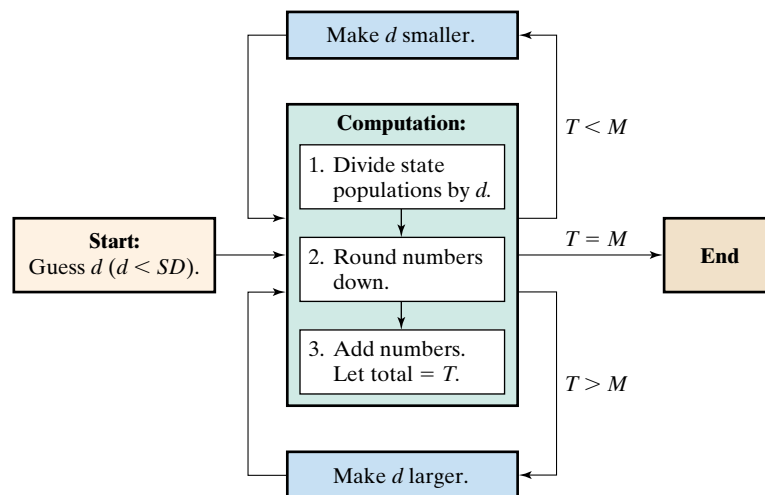 Make d smaller.
Computation:
T < M
1. Divide state
populations by d.
Start:
Guess d (d < SD).
2. Round numbers
down.
T = M
End
3. Add numbers.
Let total = T.
T > M
Make d larger.